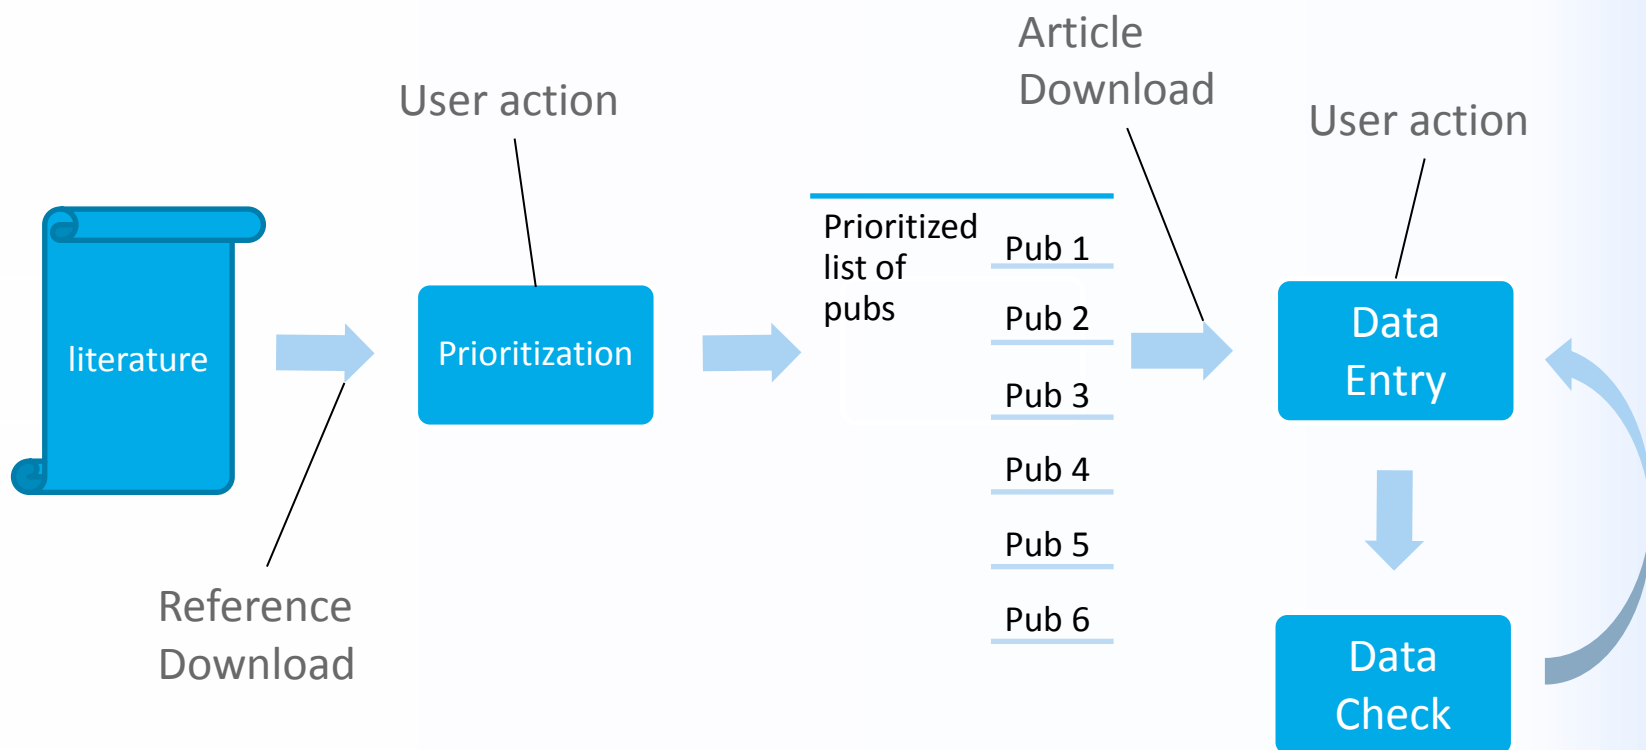 Article
Download
User action
User action
Prioritized
list of
pubs
Pub 1
Pub 2
Pub 3
Pub 4
Pub 5
Pub 6
literature
Prioritization
Data
Entry
Reference
Download
Data
Check